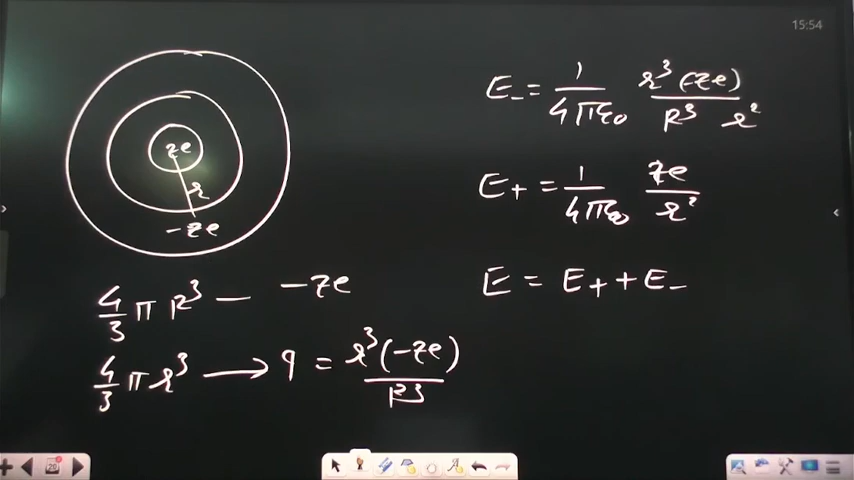 15:54
ze
r
-ze
4/3 π R³ — -ze
4/3 π r³ ⟶ q = r³(-ze)/R³
E₋ = 1/4πε₀ r³(ze)/R³ r²
E₊ = 1/4πε₀ ze/r²
E = E₊ + E₋
29